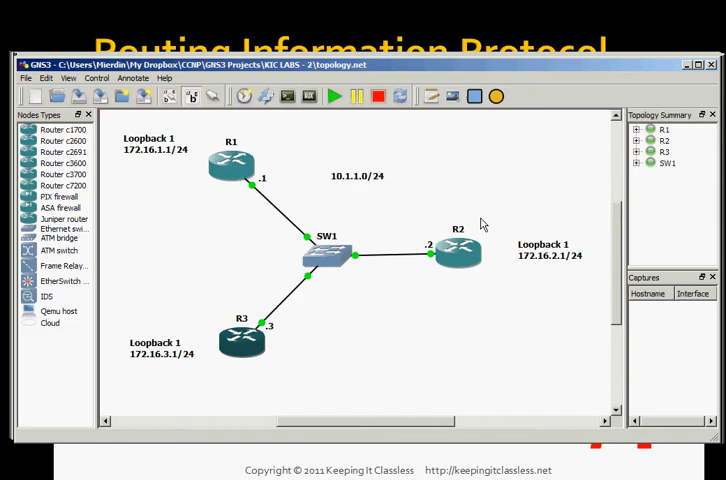 Routing Information Protocol
GNS3 - C:\Users\Mierdin\My Dropbox\CCNP\GNS3 Projects\KIC LABS - 2\topology.net
File Edit View Control Annotate Help
Nodes Types
Router c1700
Router c2600
Router c2691
Router c3600
Router c3700
Router c7200
PIX firewall
ASA firewall
Juniper router
Ethernet swi...
ATM bridge
ATM switch
Frame Relay...
EtherSwitch ...
IDS
Qemu host
Cloud
Loopback 1
172.16.1.1/24
R1
.1
10.1.1.0/24
SW1
R2
.2
Loopback 1
172.16.2.1/24
R3
.3
Loopback 1
172.16.3.1/24
Topology Summary
R1
R2
R3
SW1
Captures
Hostname Interface
Copyright © 2011 Keeping It Classless http://keepingitclassless.net